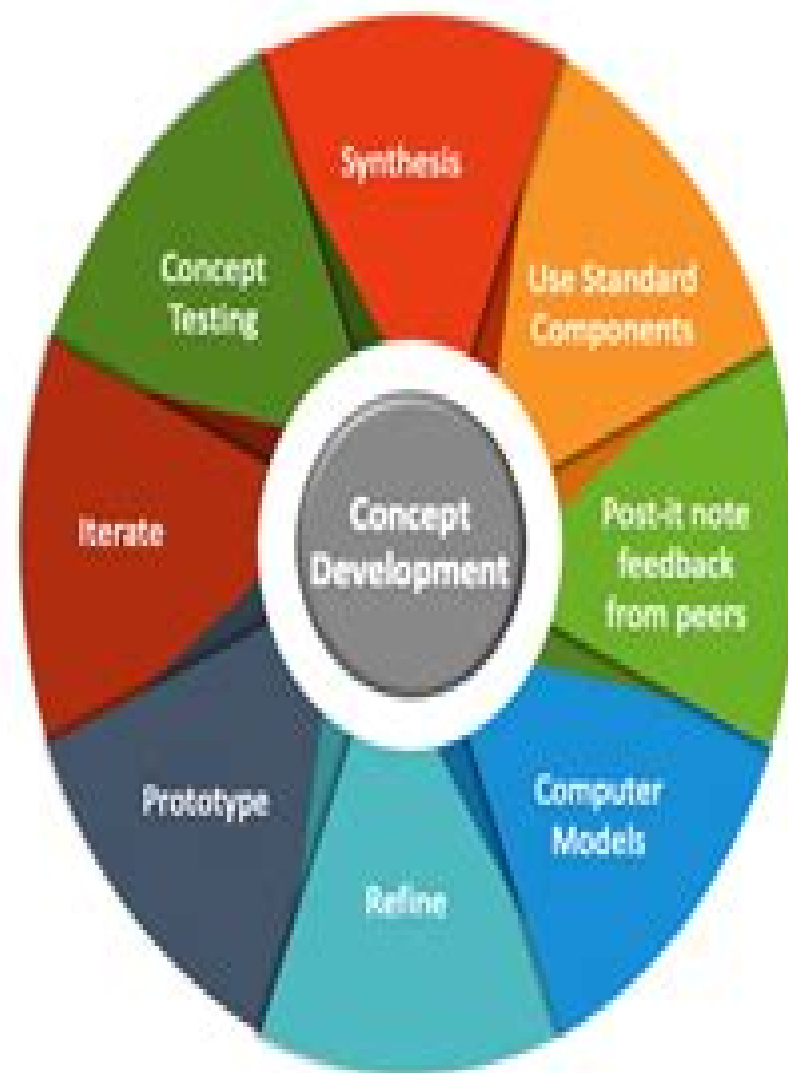 Synthesis
Use Standard
Components
Post-it note
feedback
from peers
Computer
Models
Refine
Prototype
Iterate
Concept
Testing
Concept
Development